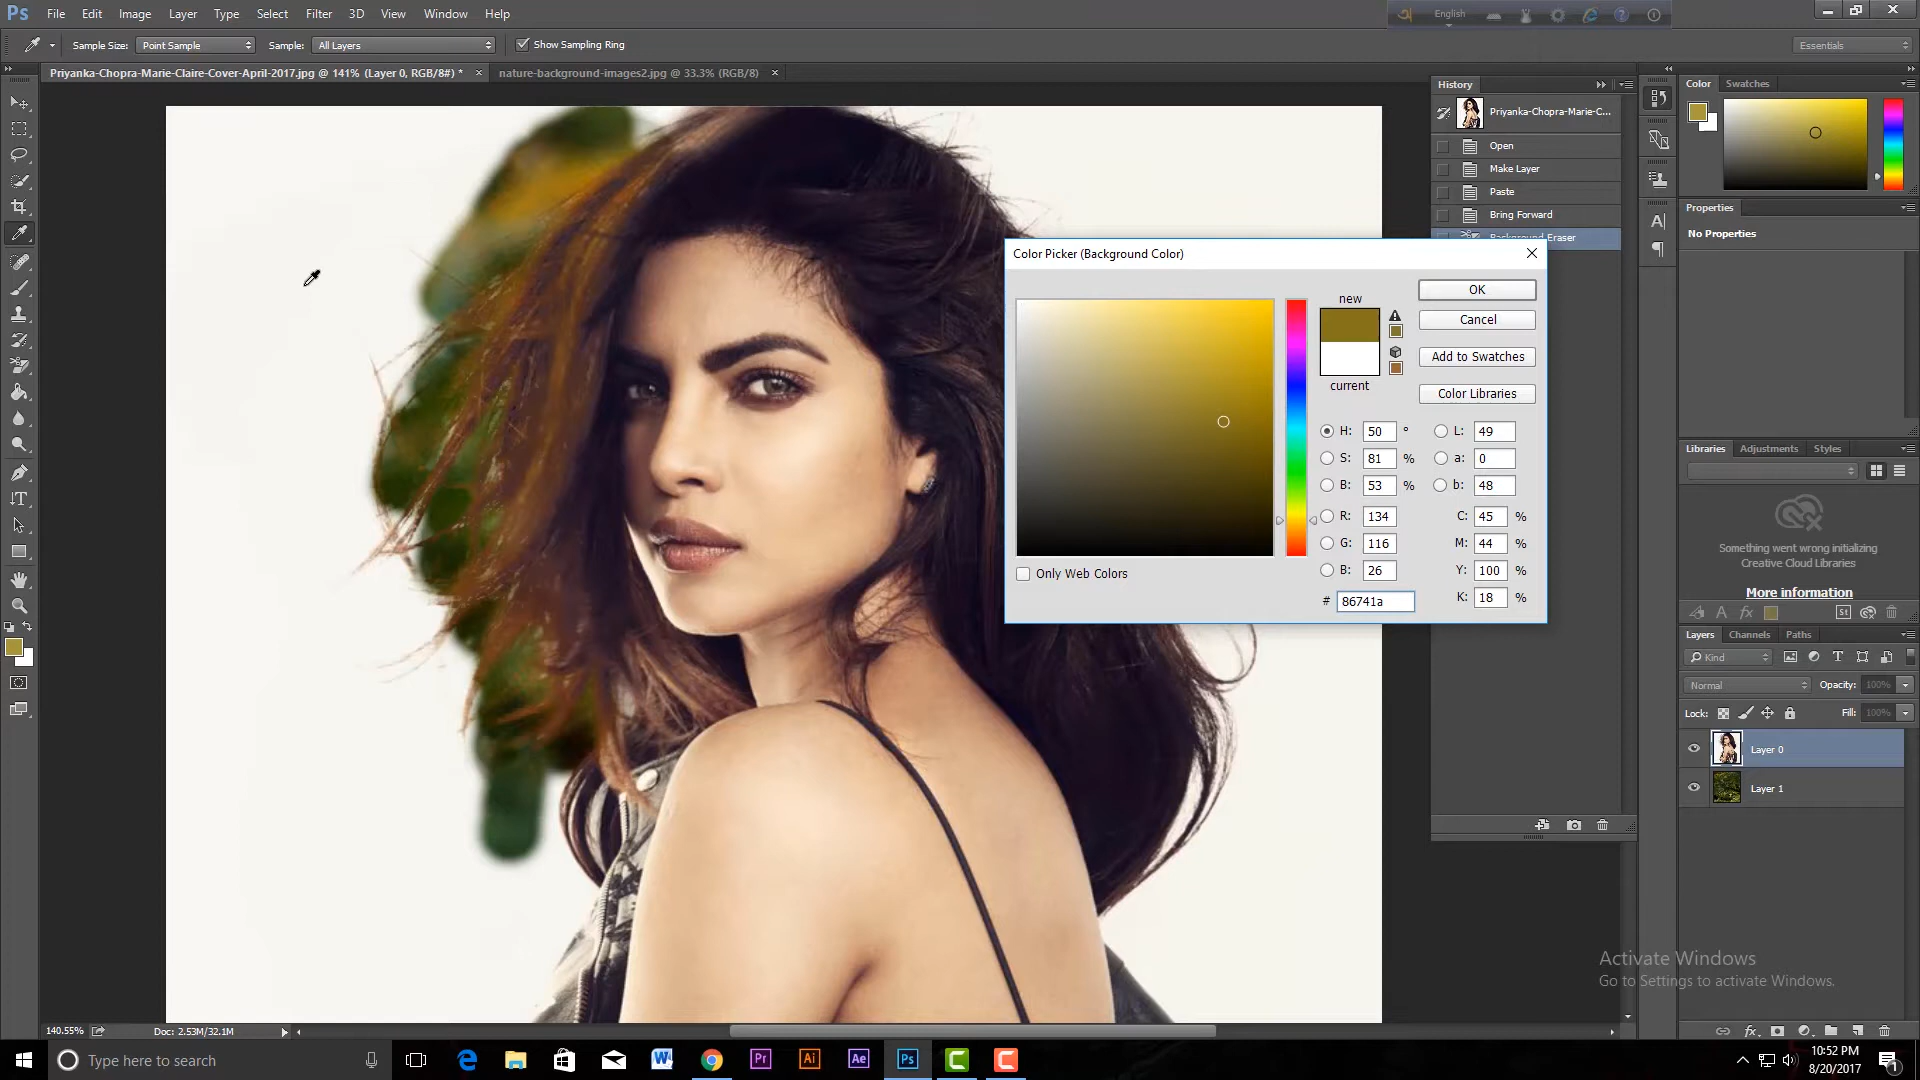 Ps File Edit Image Layer Type Select Filter 3D View Window Help
English
Sample Size: Point Sample Sample: All Layers Show Sampling Ring
Essentials
Priyanka-Chopra-Marie-Claire-Cover-April-2017.jpg @ 141% (Layer 0, RGB/8#) *
nature-background-images2.jpg @ 33.3% (RGB/8)
History
Priyanka-Chopra-Marie-C...
Open
Make Layer
Paste
Bring Forward
Background Eraser
Color Swatches
Properties
No Properties
Color Picker (Background Color)
new
current
OK
Cancel
Add to Swatches
Color Libraries
H: 50 ° L: 49
S: 81 % a: 0
B: 53 % b: 48
R: 134 C: 45 %
G: 116 M: 44 %
B: 26 Y: 100 %
# 86741a K: 18 %
Only Web Colors
Libraries Adjustments Styles
Something went wrong initializing
Creative Cloud Libraries
More information
St
Layers Channels Paths
Kind
Normal Opacity: 100%
Lock: Fill: 100%
Layer 0
Layer 1
Activate Windows
Go to Settings to activate Windows.
140.55% Doc: 2.53M/32.1M
Type here to search
Pr Ai Ae Ps
10:52 PM
8/20/2017